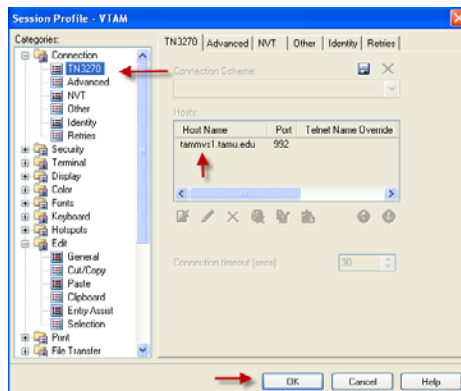 Session Profile - VTAM
Categories:
Connection
TN3270
Advanced
NVT
Other
Identity
Retries
Security
Terminal
Display
Color
Fonts
Keyboard
Hotspots
Edit
General
Cut/Copy
Paste
Clipboard
Entry Assist
Selection
Print
File Transfer
TN3270 Advanced NVT Other Identity Retries
Connection Scheme:
Hosts:
Host Name Port Telnet Name Override
tammvs1.tamu.edu 992
Connection timeout (secs) 30
OK Cancel Help